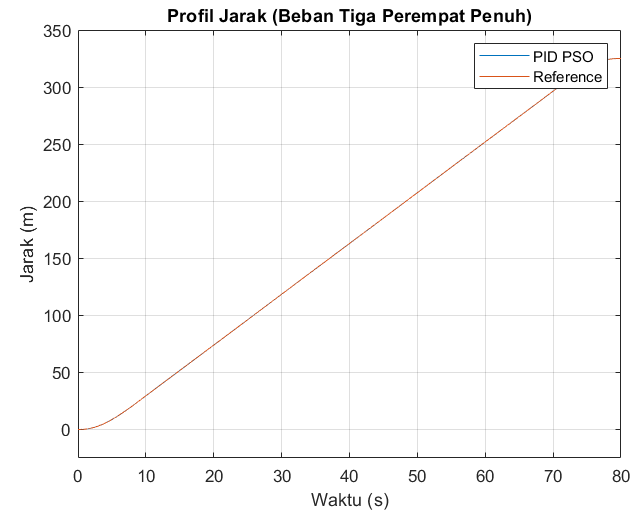 Profil Jarak (Beban Tiga Perempat Penuh)
PID PSO
Reference
350
300
250
200
150
100
50
0
Jarak (m)
0 10 20 30 40 50 60 70 80
Waktu (s)